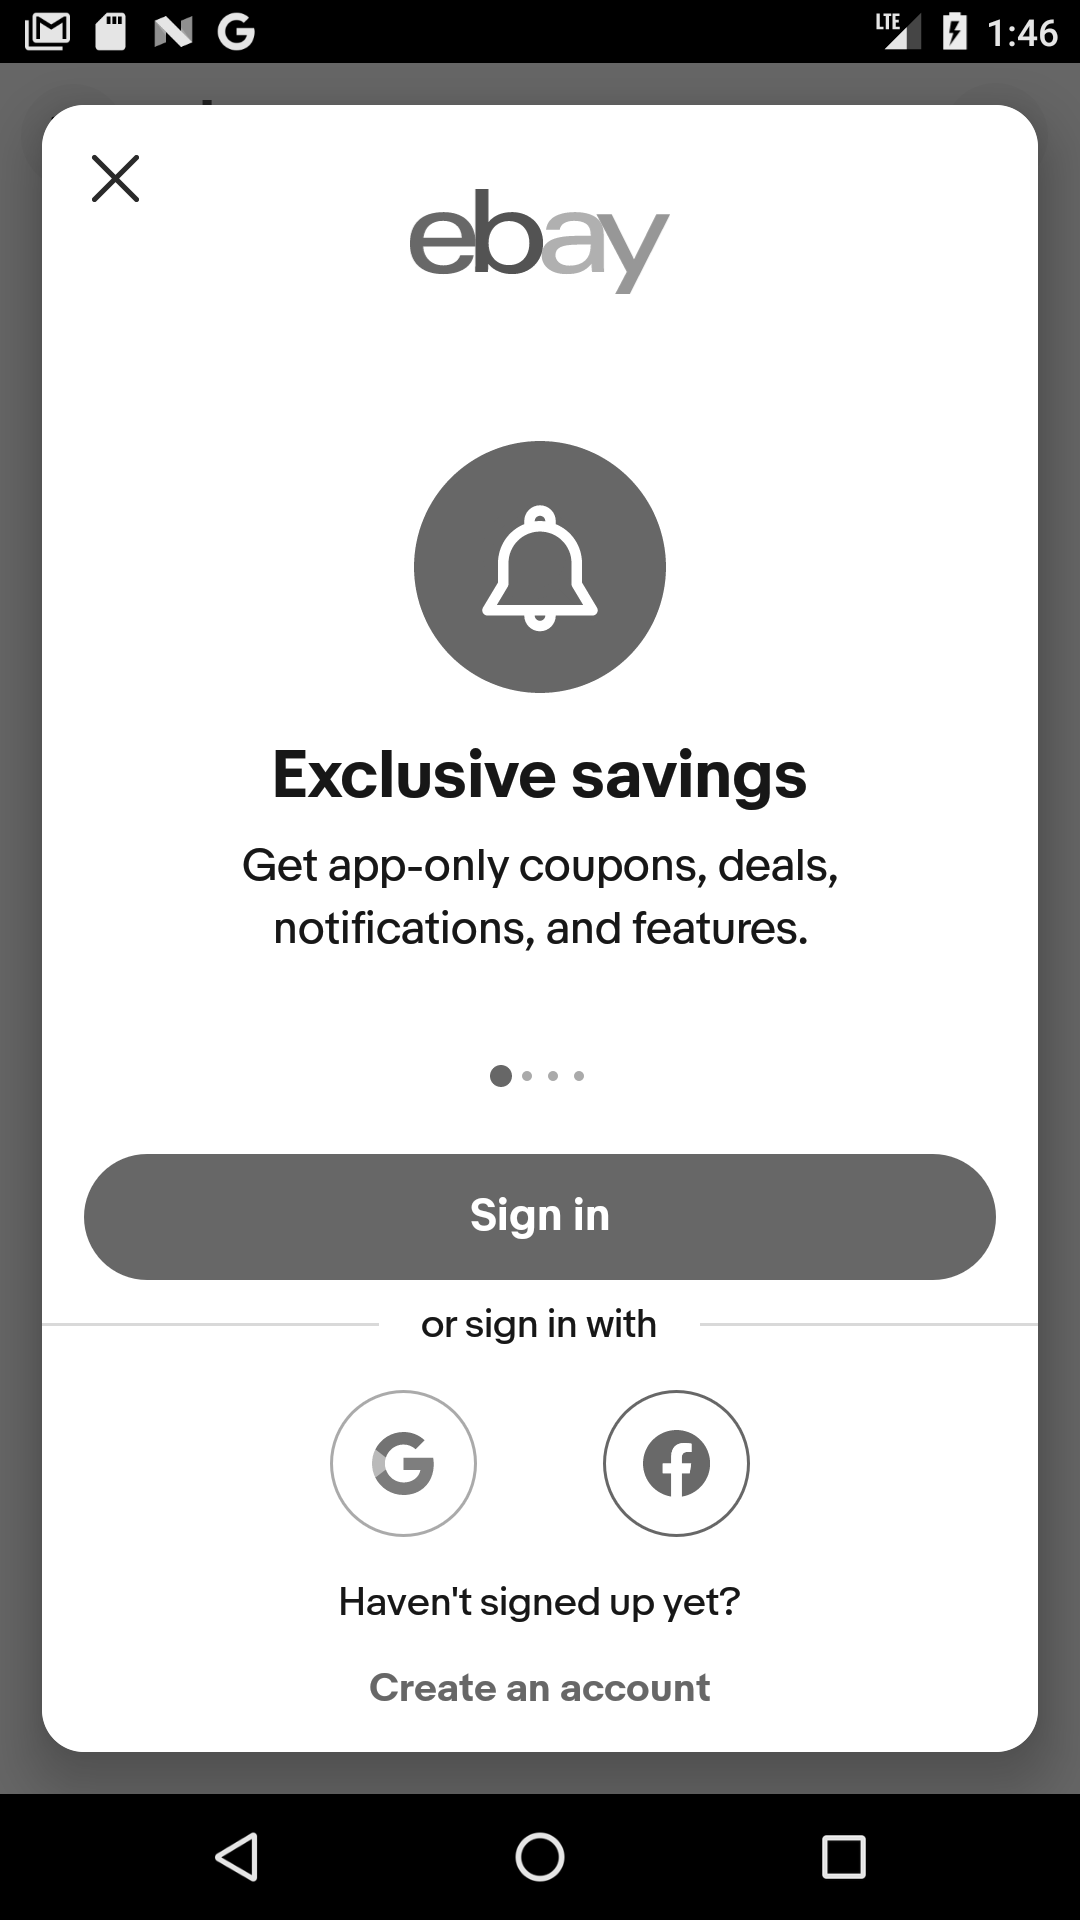 LTE 1:46
ebay
Exclusive savings
Get app-only coupons, deals,
notifications, and features.
Sign in
or sign in with
Haven't signed up yet?
Create an account